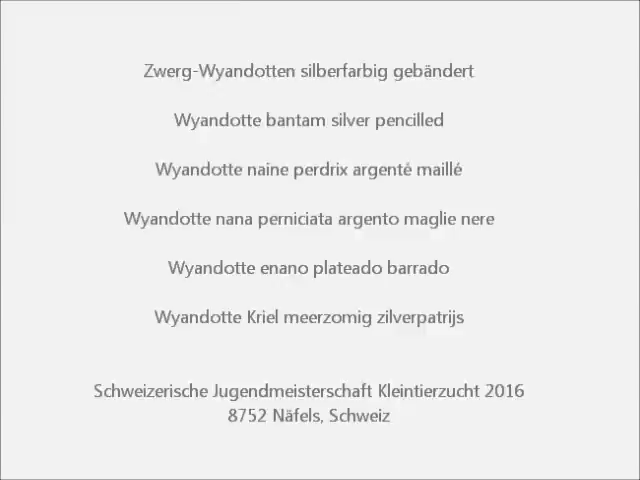 Zwerg-Wyandotten silberfarbig gebändert
Wyandotte bantam silver pencilled
Wyandotte naine perdrix argenté maillé
Wyandotte nana perniciata argento maglie nere
Wyandotte enano plateado barrado
Wyandotte Kriel meerzomig zilverpatrijs
Schweizerische Jugendmeisterschaft Kleintierzucht 2016
8752 Näfels, Schweiz